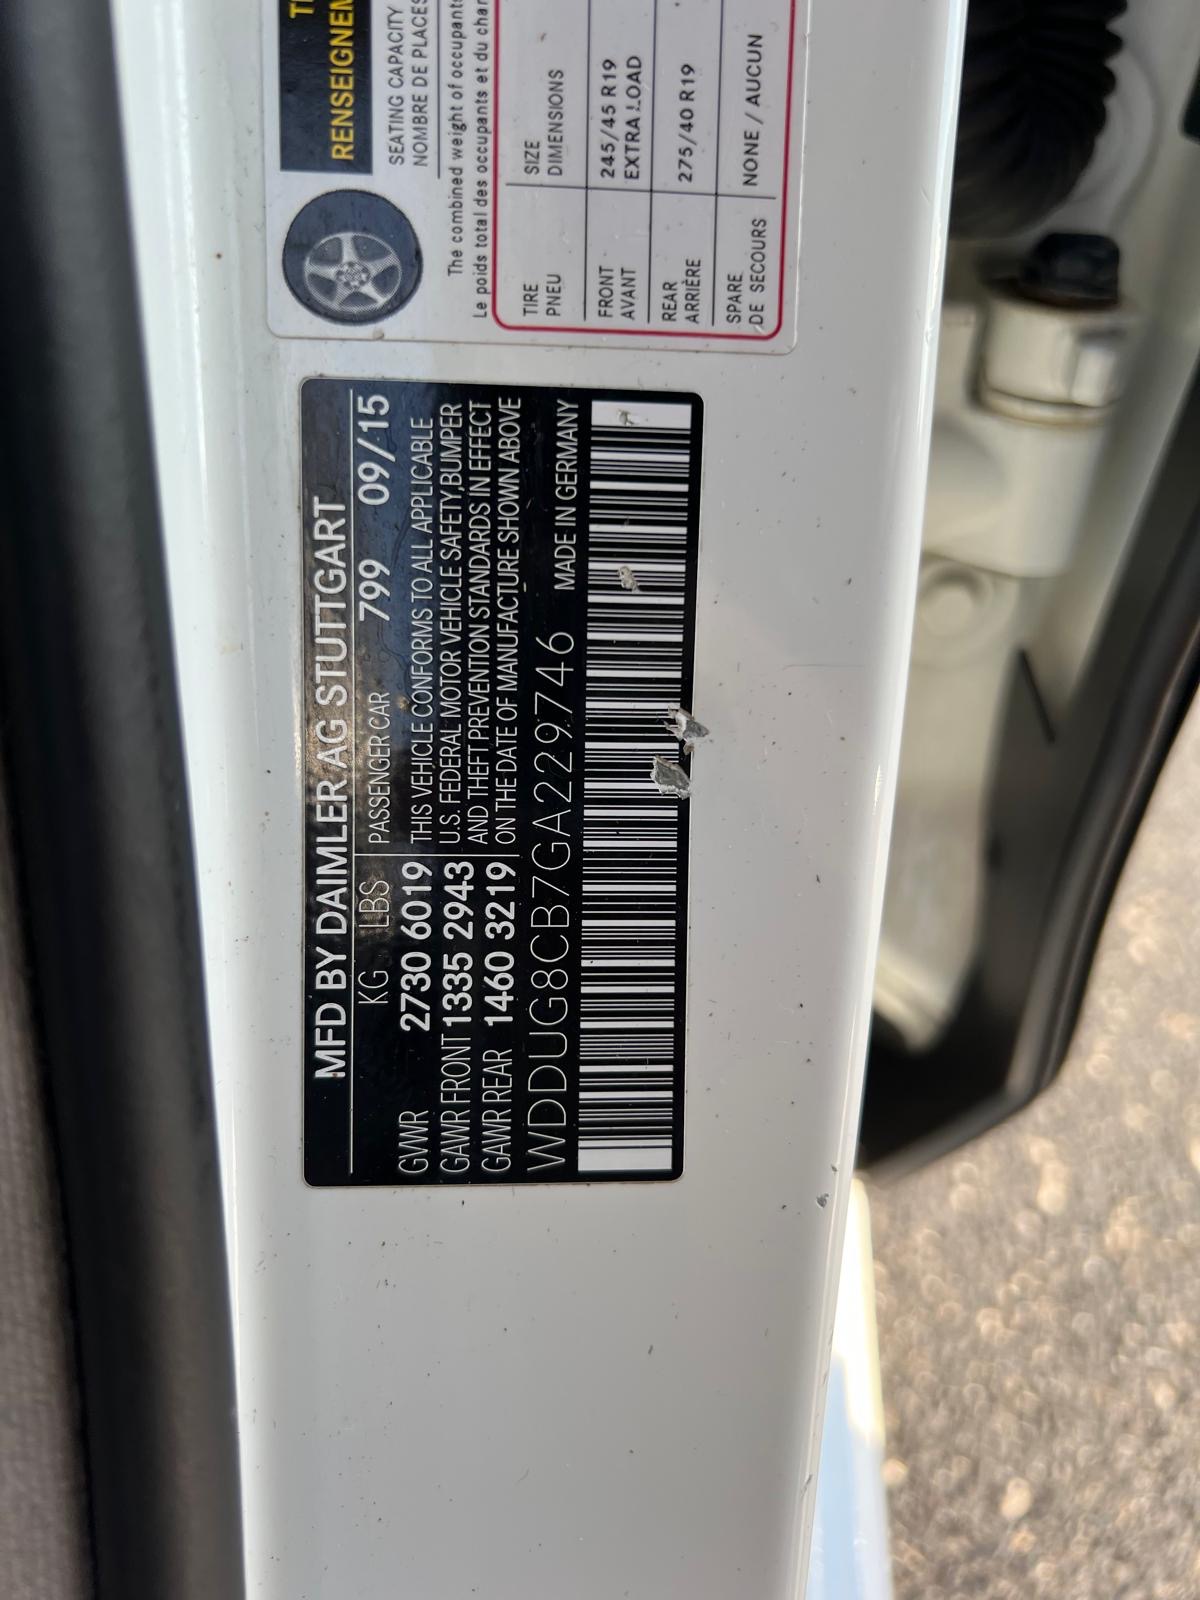 MFD BY DAIMLER AG STUTTGART
KG LBS PASSENGER CAR 799 09/15
GVWR 2730 6019 THIS VEHICLE CONFORMS TO ALL APPLICABLE
GAWR FRONT 1335 2943 U.S. FEDERAL MOTOR VEHICLE SAFETY,BUMPER
AND THEFT PREVENTION STANDARDS IN EFFECT
GAWR REAR 1460 3219 ON THE DATE OF MANUFACTURE SHOWN ABOVE
WDDUG8CB7GA229746 MADE IN GERMANY
RENSEIGNEM
SEATING CAPACITY
NOMBRE DE PLACES
The combined weight of occupant
Le poids total des occupants et du char
TIRE SIZE
PNEU DIMENSIONS
FRONT 245/45 R19
AVANT EXTRA LOAD
REAR 275/40 R19
ARRIÈRE
SPARE NONE / AUCUN
DE SECOURS